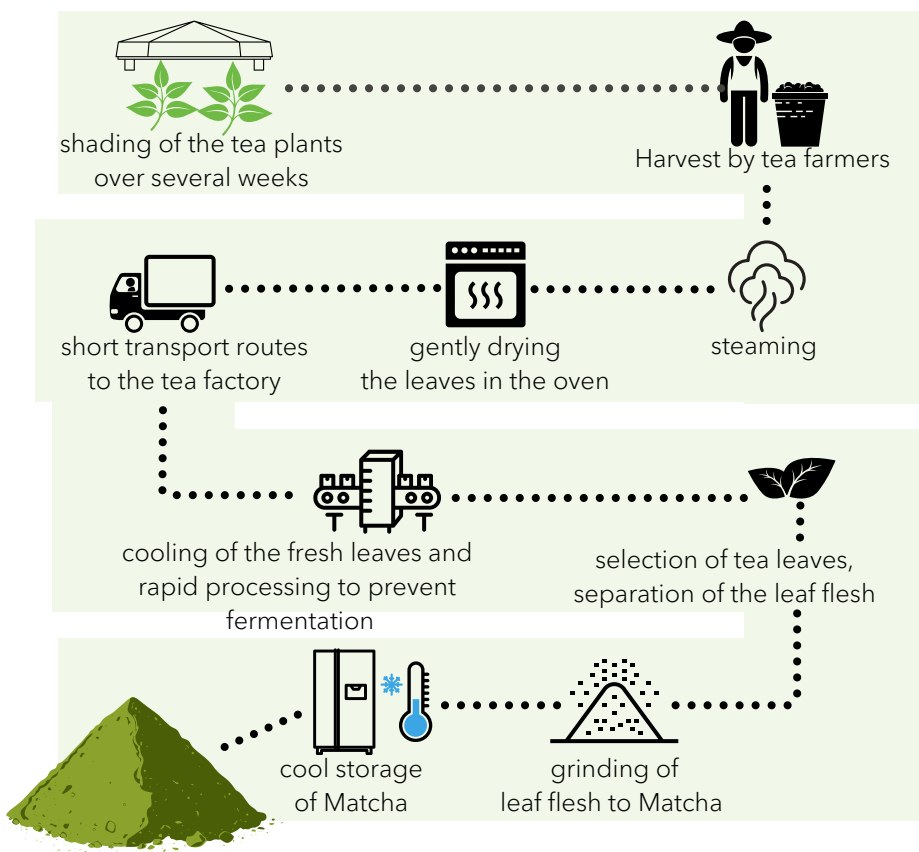 shading of the tea plants
over several weeks
Harvest by tea farmers
short transport routes
to the tea factory
gently drying
the leaves in the oven
steaming
cooling of the fresh leaves and
rapid processing to prevent
fermentation
selection of tea leaves,
separation of the leaf flesh
cool storage
of Matcha
grinding of
leaf flesh to Matcha